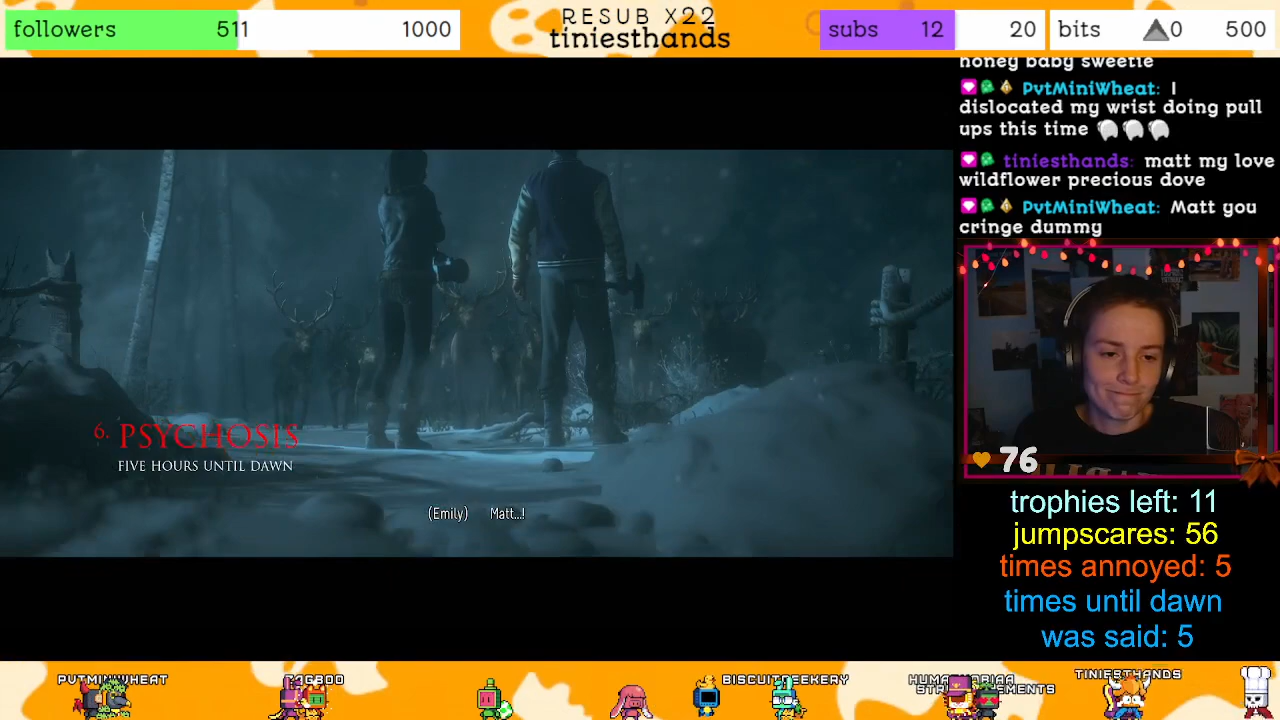 followers 511 1000
RESUB X22
tiniesthands
subs 12 20
bits 0 500
honey baby sweetie
PvtMiniWheat: I
dislocated my wrist doing pull
ups this time
tiniesthands: matt my love
wildflower precious dove
PvtMiniWheat: Matt you
cringe dummy
6. PSYCHOSIS
FIVE HOURS UNTIL DAWN
(Emily) Matt...!
76
trophies left: 11
jumpscares: 56
times annoyed: 5
times until dawn
was said: 5
PVTMINIWHEAT
BISCUITGEEKERY
TINIESTHANDS